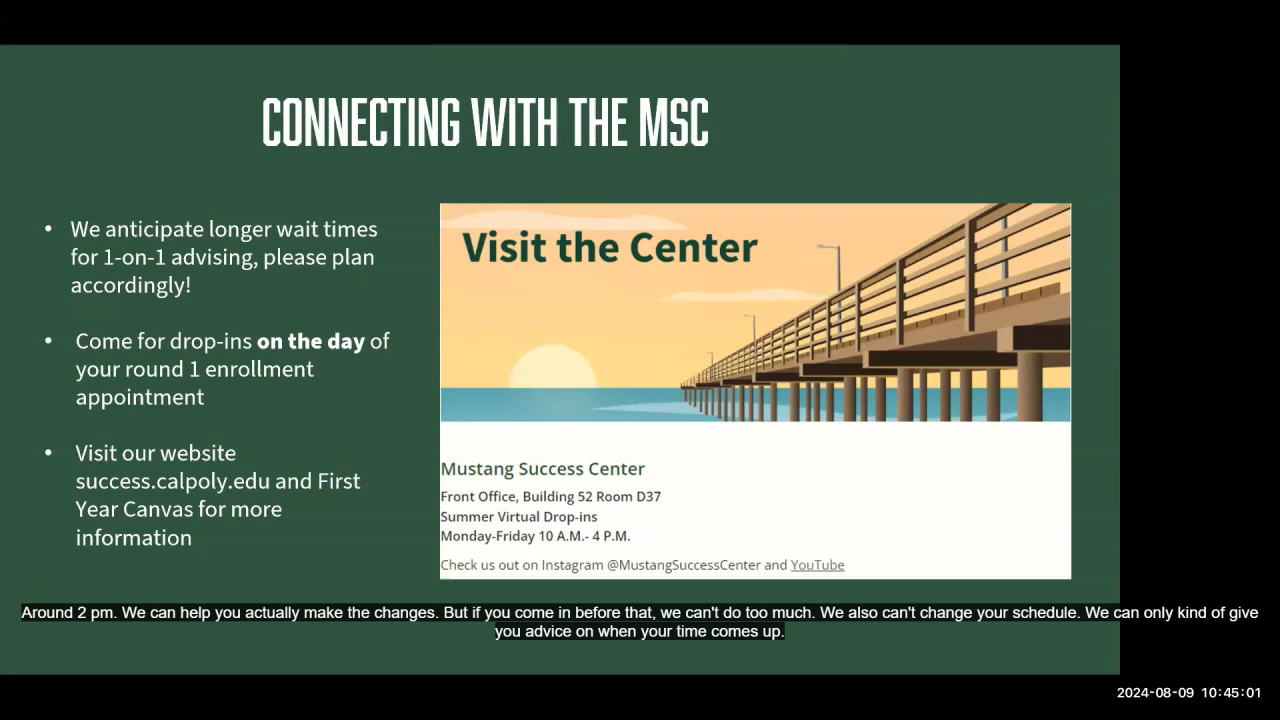 CONNECTING WITH THE MSC
• We anticipate longer wait times
for 1-on-1 advising, please plan
accordingly!
• Come for drop-ins on the day of
your round 1 enrollment
appointment
• Visit our website
success.calpoly.edu and First
Year Canvas for more
information
Visit the Center
Mustang Success Center
Front Office, Building 52 Room D37
Summer Virtual Drop-ins
Monday-Friday 10 A.M.- 4 P.M.
Check us out on Instagram @MustangSuccessCenter and YouTube
Around 2 pm. We can help you actually make the changes. But if you come in before that, we can't do too much. We also can't change your schedule. We can only kind of give
you advice on when your time comes up.
2024-08-09 10:45:01